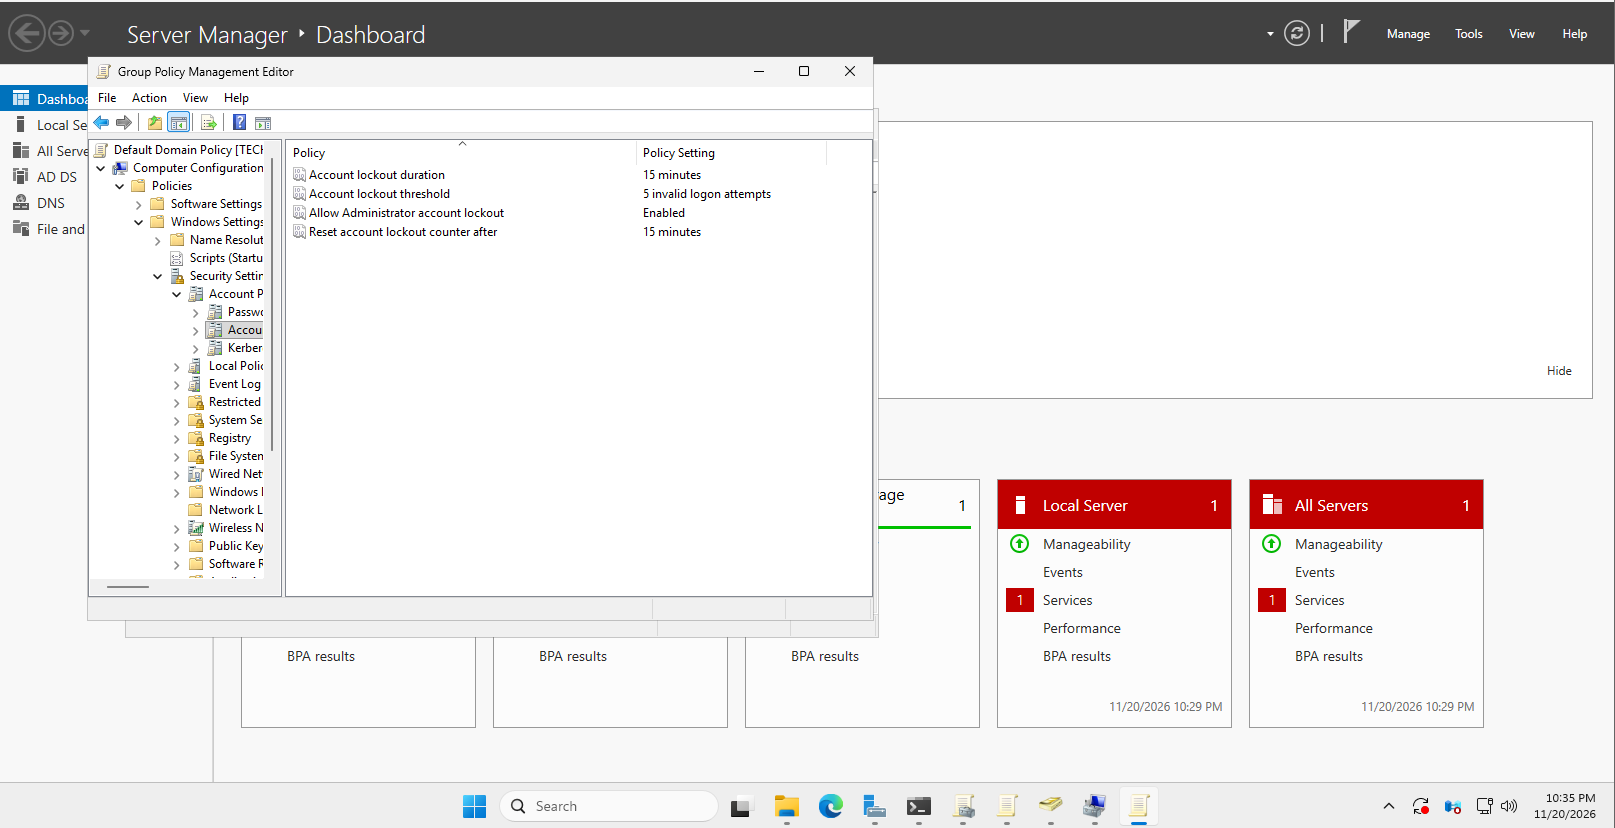 Server Manager ‣ Dashboard
Manage Tools View Help
Group Policy Management Editor
File Action View Help
Dashboa
Local Se
All Serve
AD DS
DNS
File and
Default Domain Policy [TECH
Computer Configuration
Policies
Software Settings
Windows Settings
Name Resolut
Scripts (Startu
Security Settin
Account P
Passwo
Accou
Kerber
Local Polic
Event Log
Restricted
System Se
Registry
File System
Wired Net
Windows
Network L
Wireless N
Public Key
Software R
Policy Policy Setting
Account lockout duration 15 minutes
Account lockout threshold 5 invalid logon attempts
Allow Administrator account lockout Enabled
Reset account lockout counter after 15 minutes
Hide
age 1
BPA results
BPA results
BPA results
Local Server 1
Manageability
Events
1 Services
Performance
BPA results
11/20/2026 10:29 PM
All Servers 1
Manageability
Events
1 Services
Performance
BPA results
11/20/2026 10:29 PM
Search
10:35 PM
11/20/2026